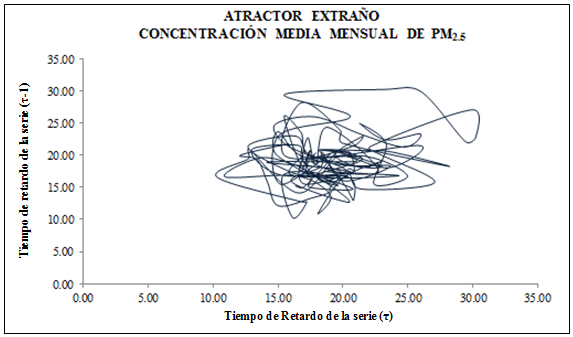 ATRACTOR EXTRAÑO
CONCENTRACIÓN MEDIA MENSUAL DE PM2.5
35.00
30.00
25.00
20.00
15.00
10.00
5.00
0.00
Tiempo de retardo de la serie (τ-1)
0.00 5.00 10.00 15.00 20.00 25.00 30.00 35.00
Tiempo de Retardo de la serie (τ)